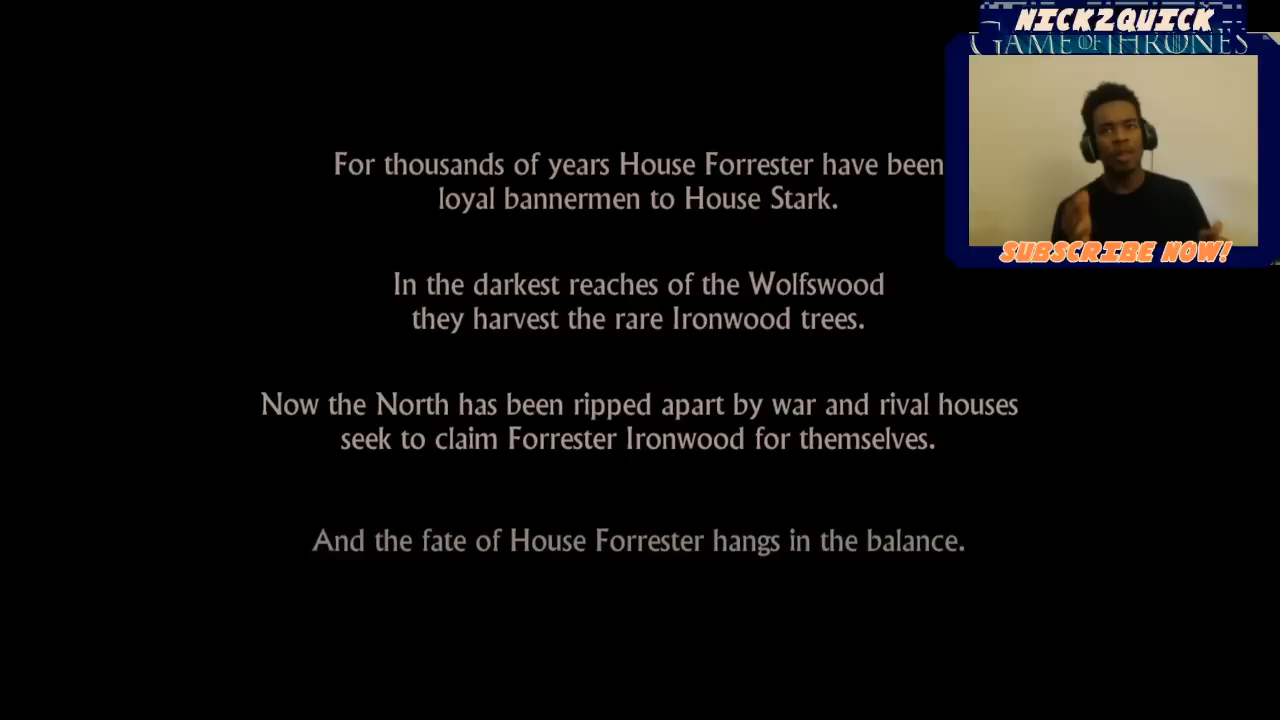 NICK2QUICK
GAME OF THRONES
For thousands of years House Forrester have been
loyal bannermen to House Stark.
SUBSCRIBE NOW!
In the darkest reaches of the Wolfswood
they harvest the rare Ironwood trees.
Now the North has been ripped apart by war and rival houses
seek to claim Forrester Ironwood for themselves.
And the fate of House Forrester hangs in the balance.